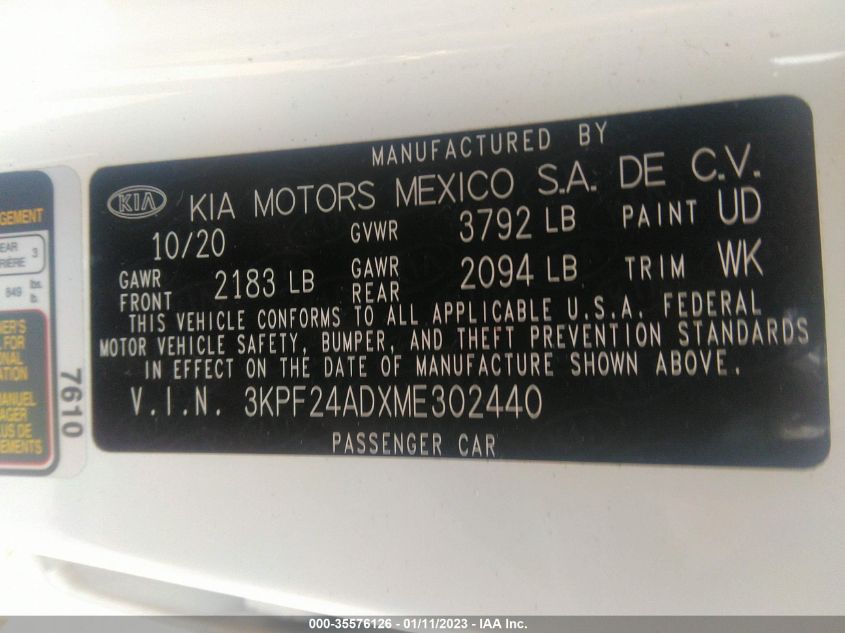 MANUFACTURED BY
KIA KIA MOTORS MEXICO S.A. DE C.V.
10/20 GVWR 3792 LB PAINT UD
GAWR FRONT 2183 LB GAWR REAR 2094 LB TRIM WK
THIS VEHICLE CONFORMS TO ALL APPLICABLE U.S.A. FEDERAL
MOTOR VEHICLE SAFETY, BUMPER, AND THEFT PREVENTION STANDARDS
IN EFFECT ON THE DATE OF MANUFACTURE SHOWN ABOVE.
V.I.N. 3KPF24ADXME302440
PASSENGER CAR
3
849 lbs.
7610
000-35576126 - 01/11/2023 - IAA Inc.